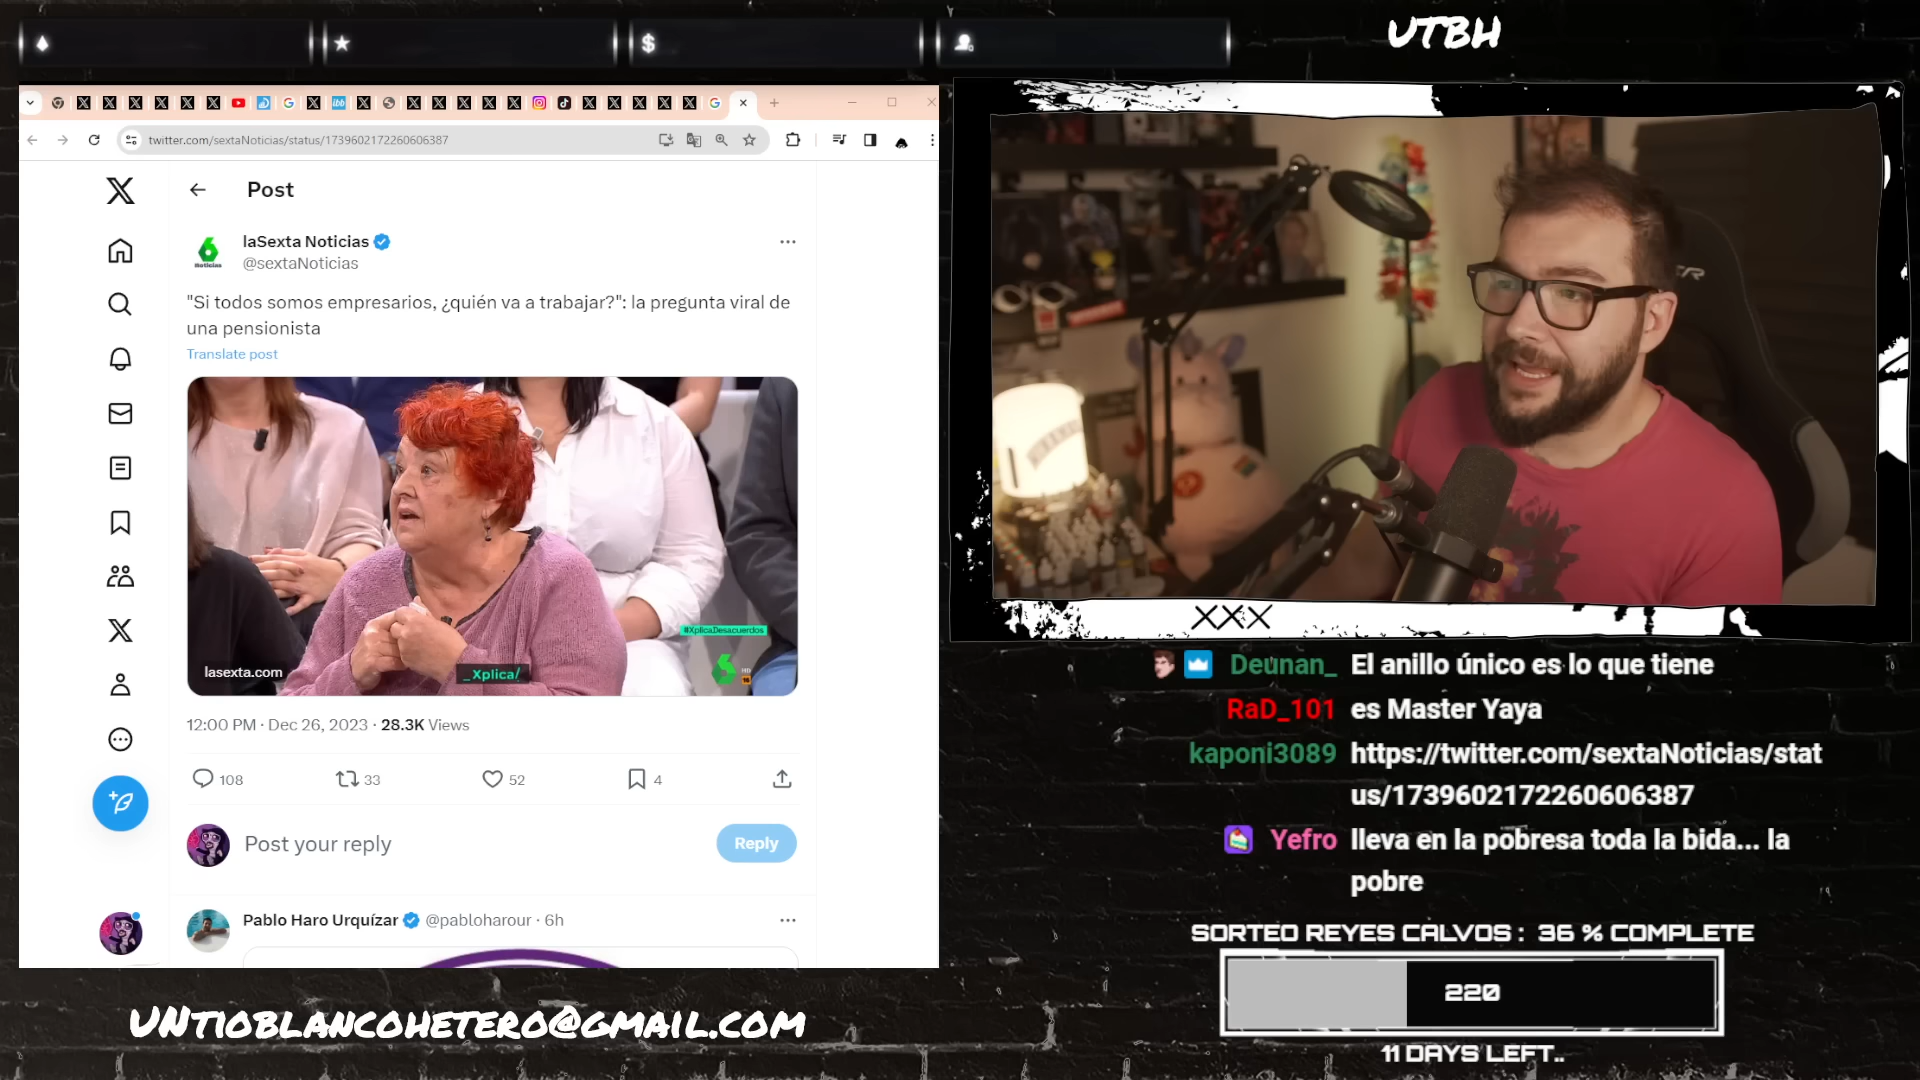 UTBH
twitter.com/sextaNoticias/status/1739602172260606387
Post
laSexta Noticias
@sextaNoticias
"Si todos somos empresarios, ¿quién va a trabajar?": la pregunta viral de
una pensionista
Translate post
#XplicaDesacuerdos
lasexta.com
_Xplica/
12:00 PM · Dec 26, 2023 · 28.3K Views
108 33 52 4
Post your reply
Reply
Pablo Haro Urquízar @pabloharour · 6h
UNtioblancohetero@gmail.com
XXX
Deunan_ El anillo único es lo que tiene
RaD_101 es Master Yaya
kaponi3089 https://twitter.com/sextaNoticias/stat
us/1739602172260606387
Yefro lleva en la pobresa toda la bida... la
pobre
SORTEO REYES CALVOS : 36 % COMPLETE
220
11 DAYS LEFT..